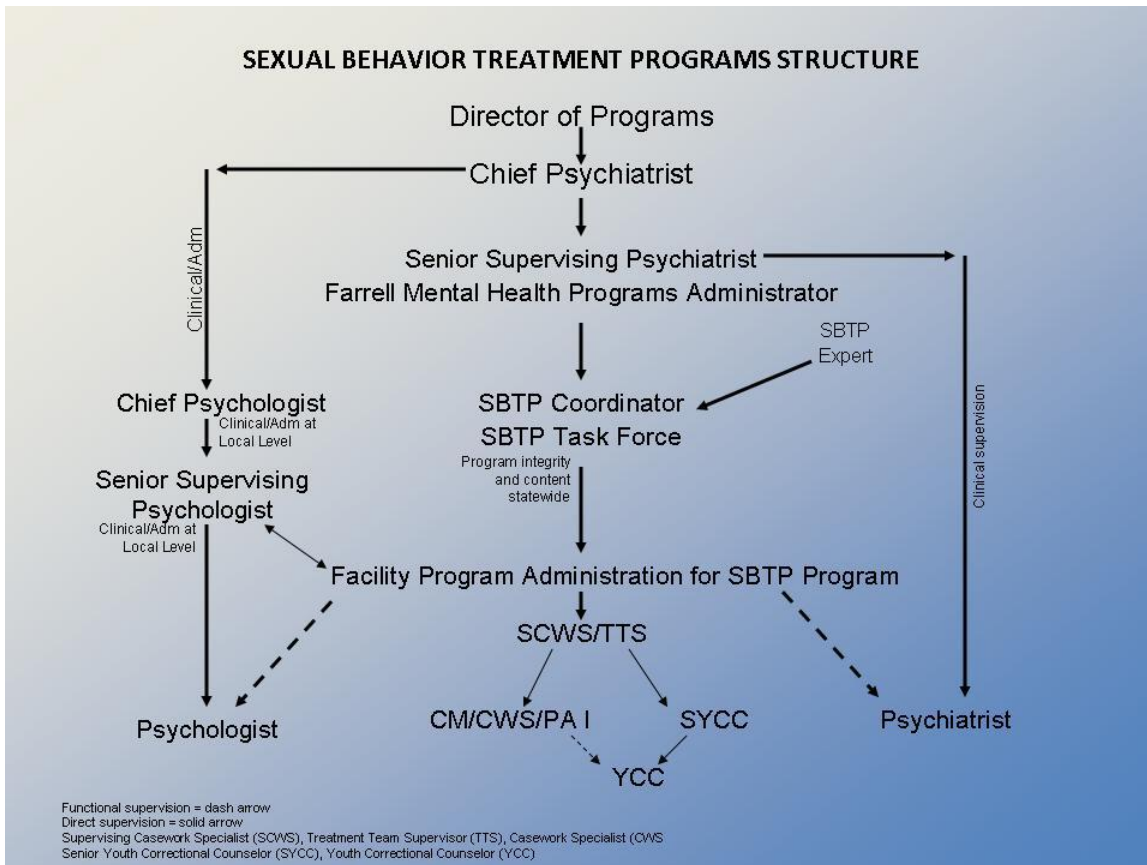 SEXUAL BEHAVIOR TREATMENT PROGRAMS STRUCTURE
Director of Programs
Chief Psychiatrist
Clinical/Adm
Senior Supervising Psychiatrist
Farrell Mental Health Programs Administrator
SBTP
Expert
Chief Psychologist
Clinical/Adm at
Local Level
SBTP Coordinator
SBTP Task Force
Program integrity
and content
statewide
Clinical supervision
Senior Supervising
Psychologist
Clinical/Adm at
Local Level
Facility Program Administration for SBTP Program
SCWS/TTS
Psychologist
CM/CWS/PA I
SYCC
Psychiatrist
YCC
Functional supervision = dash arrow
Direct supervision = solid arrow
Supervising Casework Specialist (SCWS), Treatment Team Supervisor (TTS), Casework Specialist (CWS
Senior Youth Correctional Counselor (SYCC), Youth Correctional Counselor (YCC)